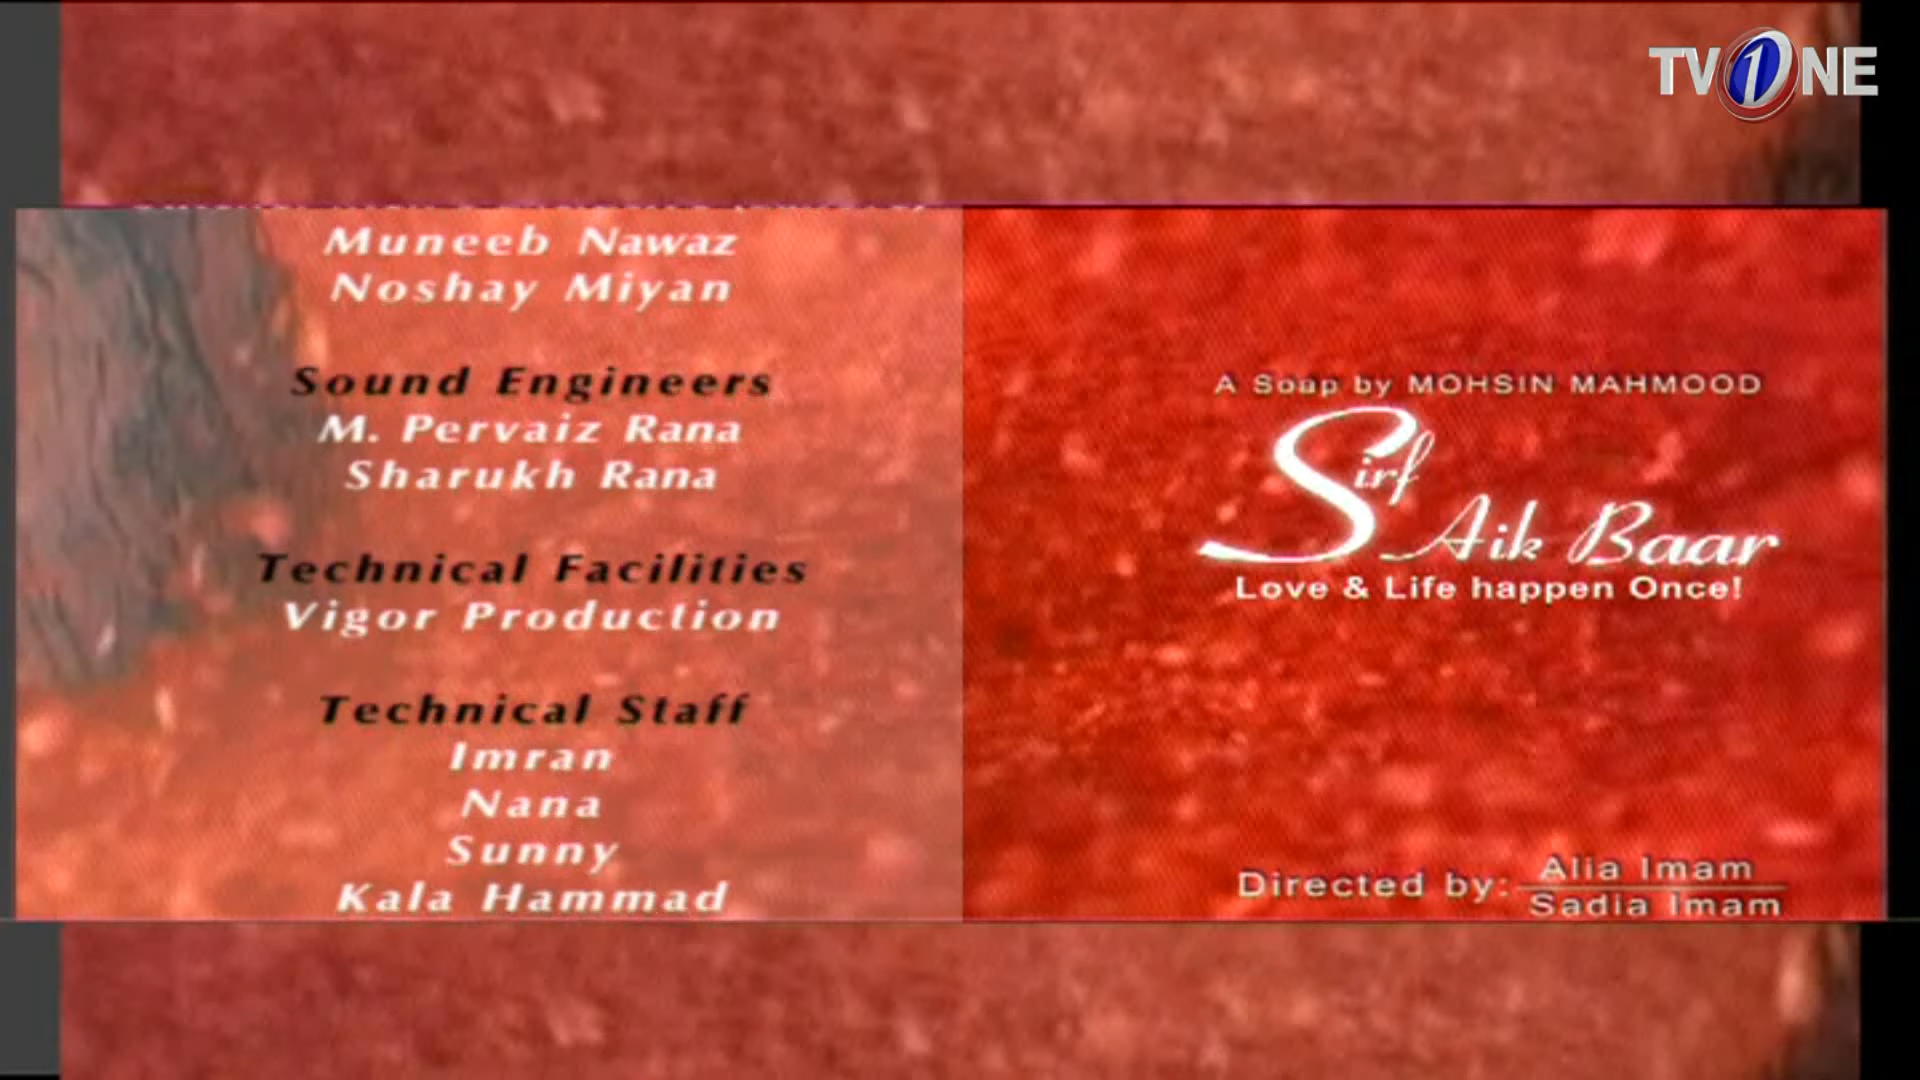 TV ONE
Muneeb Nawaz
Noshay Miyan
Sound Engineers
M. Pervaiz Rana
Sharukh Rana
Technical Facilities
Vigor Production
Technical Staff
Imran
Nana
Sunny
Kala Hammad
A Soap by MOHSIN MAHMOOD
Sirf
Aik Baar
Love & Life happen Once!
Directed by: Alia Imam
Sadia Imam